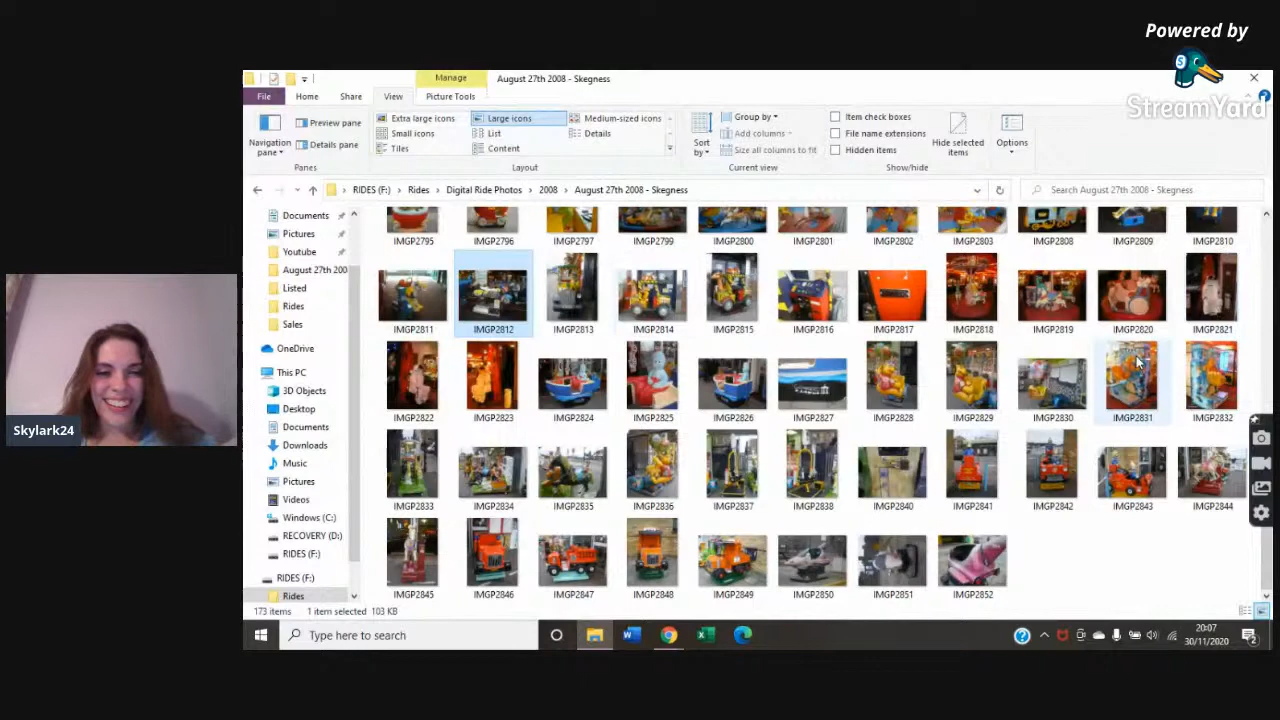 Powered by
StreamYard
Manage
August 27th 2008 - Skegness
File
Home
Share
View
Picture Tools
Navigation pane
Preview pane
Details pane
Panes
Extra large icons
Large icons
Medium-sized icons
Small icons
List
Details
Tiles
Content
Layout
Sort by
Group by
Add columns
Size all columns to fit
Current view
Item check boxes
File name extensions
Hidden items
Hide selected items
Show/hide
Options
RIDES (F:) > Rides > Digital Ride Photos > 2008 > August 27th 2008 - Skegness
Search August 27th 2008 - Skegness
Documents
Pictures
Youtube
August 27th 200
Listed
Rides
Sales
OneDrive
This PC
3D Objects
Desktop
Documents
Downloads
Music
Pictures
Videos
Windows (C:)
RECOVERY (D:)
RIDES (F:)
RIDES (F:)
Rides
IMGP2795 IMGP2796 IMGP2797 IMGP2799 IMGP2800 IMGP2801 IMGP2802 IMGP2803 IMGP2808 IMGP2809 IMGP2810
IMGP2811 IMGP2812 IMGP2813 IMGP2814 IMGP2815 IMGP2816 IMGP2817 IMGP2818 IMGP2819 IMGP2820 IMGP2821
IMGP2822 IMGP2823 IMGP2824 IMGP2825 IMGP2826 IMGP2827 IMGP2828 IMGP2829 IMGP2830 IMGP2831 IMGP2832
IMGP2833 IMGP2834 IMGP2835 IMGP2836 IMGP2837 IMGP2838 IMGP2840 IMGP2841 IMGP2842 IMGP2843 IMGP2844
IMGP2845 IMGP2846 IMGP2847 IMGP2848 IMGP2849 IMGP2850 IMGP2851 IMGP2852
173 items 1 item selected 103 KB
Type here to search
20:07
30/11/2020
2
Skylark24